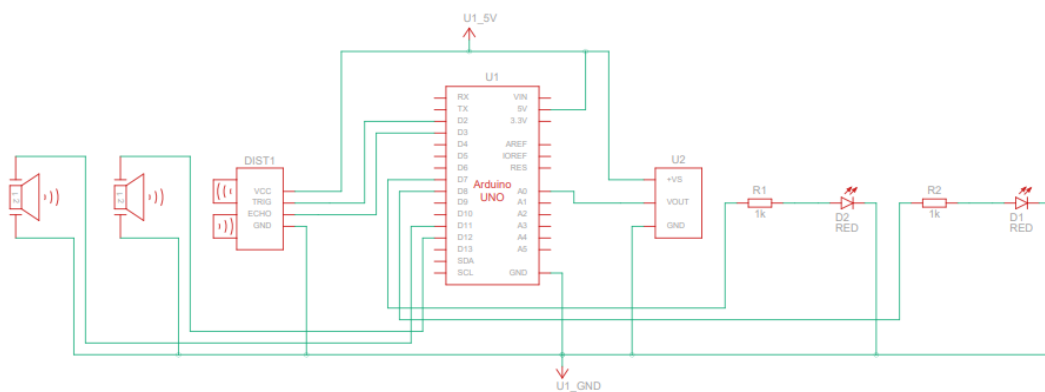 U1_5V
U1
RX
TX
D2
D3
D4
D5
D6
D7
D8
D9
D10
D11
D12
D13
SDA
SCL
VIN
5V
3.3V
AREF
IOREF
RES
A0
A1
A2
A3
A4
A5
GND
Arduino
UNO
DIST1
VCC
TRIG
ECHO
GND
U2
+VS
VOUT
GND
R1
1k
D2
RED
R2
1k
D1
RED
U1_GND